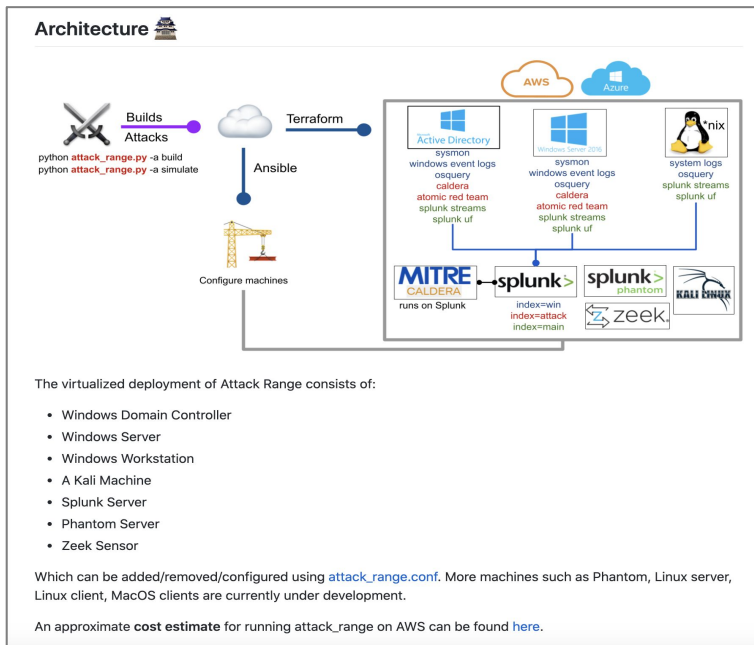 Architecture
AWS
Azure
Builds
Attacks
python attack_range.py -a build
python attack_range.py -a simulate
Terraform
Ansible
Configure machines
Microsoft
Active Directory
sysmon
windows event logs
osquery
caldera
atomic red team
splunk streams
splunk uf
Windows Server 2016
sysmon
windows event logs
osquery
caldera
atomic red team
splunk streams
splunk uf
*nix
system logs
osquery
splunk streams
splunk uf
MITRE
CALDERA
runs on Splunk
splunk>
index=win
index=attack
index=main
splunk>
phantom
zeek
KALI LINUX
The virtualized deployment of Attack Range consists of:
• Windows Domain Controller
• Windows Server
• Windows Workstation
• A Kali Machine
• Splunk Server
• Phantom Server
• Zeek Sensor
Which can be added/removed/configured using attack_range.conf. More machines such as Phantom, Linux server,
Linux client, MacOS clients are currently under development.
An approximate cost estimate for running attack_range on AWS can be found here.